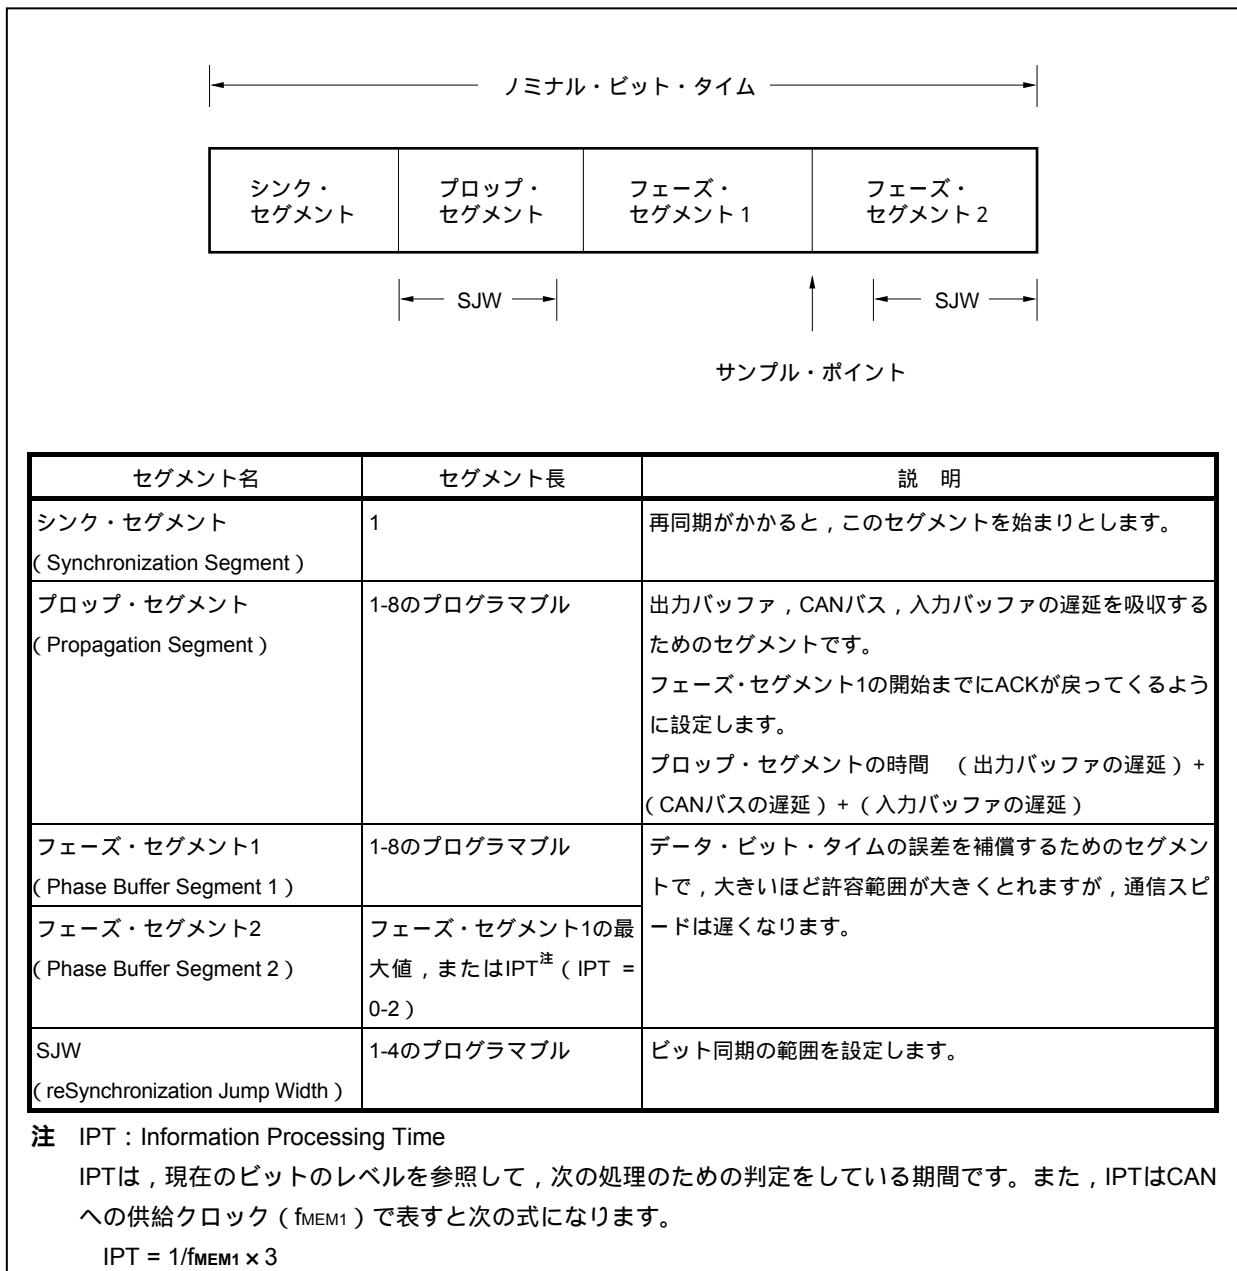 ノミナル・ビット・タイム
シンク・
セグメント
プロップ・
セグメント
フェーズ・
セグメント1
フェーズ・
セグメント2
SJW
SJW
サンプル・ポイント
セグメント名
セグメント長
説 明
シンク・セグメント
(Synchronization Segment)
1
再同期がかかると,このセグメントを始まりとします。
プロップ・セグメント
(Propagation Segment)
1-8のプログラマブル
出力バッファ,CANバス,入力バッファの遅延を吸収する
ためのセグメントです。
フェーズ・セグメント1の開始までにACKが戻ってくるよう
に設定します。
プロップ・セグメントの時間 (出力バッファの遅延)+
(CANバスの遅延)+(入力バッファの遅延)
フェーズ・セグメント1
(Phase Buffer Segment 1)
1-8のプログラマブル
データ・ビット・タイムの誤差を補償するためのセグメン
トで,大きいほど許容範囲が大きくとれますが,通信スピ
ードは遅くなります。
フェーズ・セグメント2
(Phase Buffer Segment 2)
フェーズ・セグメント1の最
大値,またはIPT注(IPT =
0-2)
SJW
(reSynchronization Jump Width)
1-4のプログラマブル
ビット同期の範囲を設定します。
注 IPT:Information Processing Time
IPTは,現在のビットのレベルを参照して,次の処理のための判定をしている期間です。また,IPTはCAN
への供給クロック(fMEM1)で表すと次の式になります。
IPT = 1/fMEM1 × 3